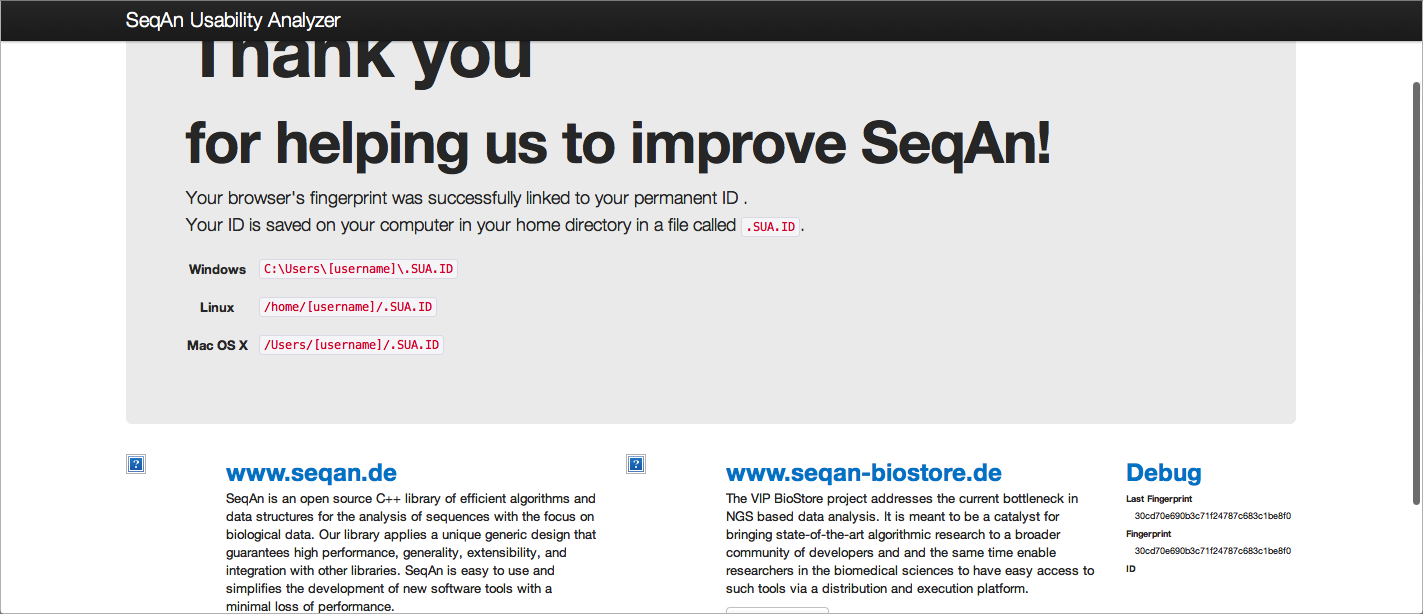 SeqAn Usability Analyzer
Thank you
for helping us to improve SeqAn!
Your browser's fingerprint was successfully linked to your permanent ID .
Your ID is saved on your computer in your home directory in a file called .SUA.ID.
Windows C:\Users\[username]\.SUA.ID
Linux /home/[username]/.SUA.ID
Mac OS X /Users/[username]/.SUA.ID
www.seqan.de
SeqAn is an open source C++ library of efficient algorithms and
data structures for the analysis of sequences with the focus on
biological data. Our library applies a unique generic design that
guarantees high performance, generality, extensibility, and
integration with other libraries. SeqAn is easy to use and
simplifies the development of new software tools with a
minimal loss of performance.
www.seqan-biostore.de
The VIP BioStore project addresses the current bottleneck in
NGS based data analysis. It is meant to be a catalyst for
bringing state-of-the-art algorithmic research to a broader
community of developers and and the same time enable
researchers in the biomedical sciences to have easy access to
such tools via a distribution and execution platform.
Debug
Last Fingerprint
30cd70e690b3c71f24787c683c1be8f0
Fingerprint
30cd70e690b3c71f24787c683c1be8f0
ID